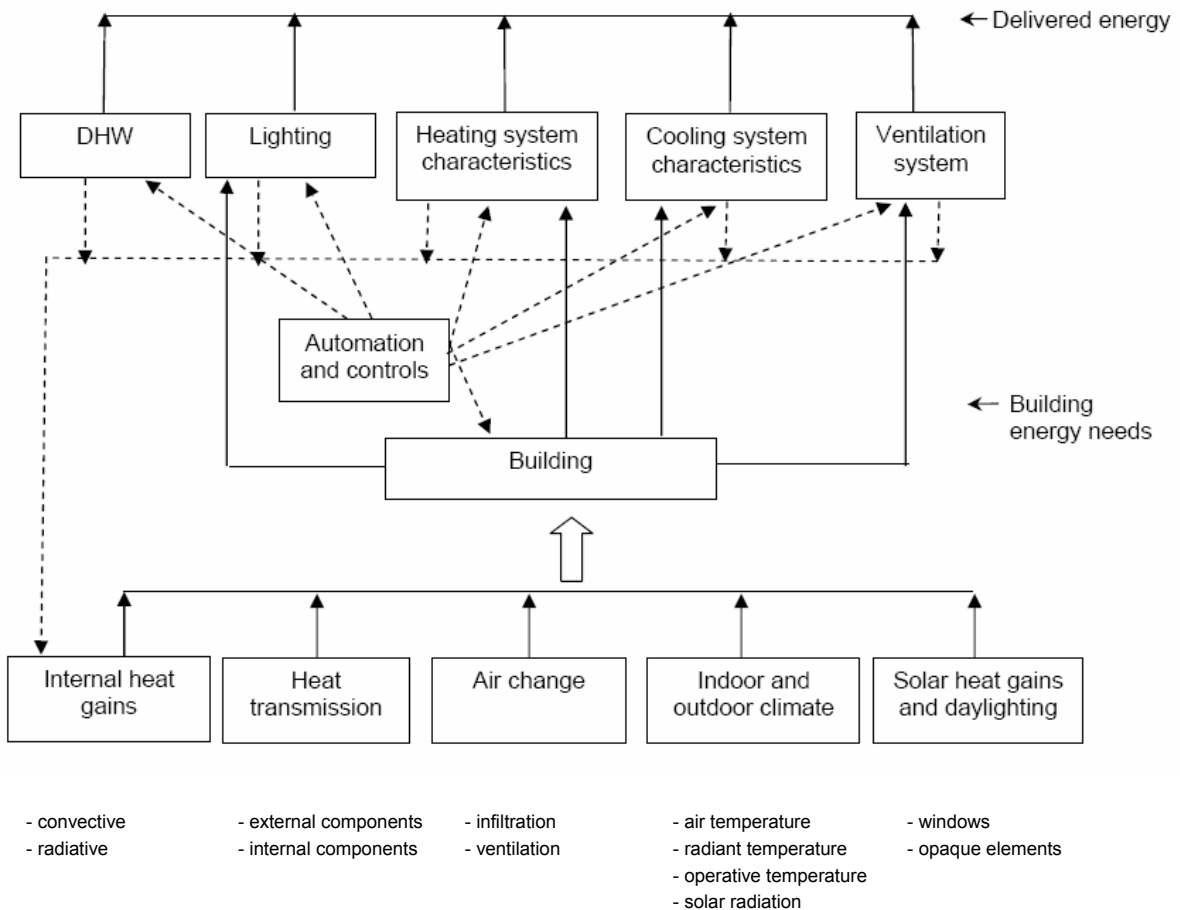 ← Delivered energy
DHW
Lighting
Heating system
characteristics
Cooling system
characteristics
Ventilation
system
Automation
and controls
← Building
energy needs
Building
Internal heat
gains
Heat
transmission
Air change
Indoor and
outdoor climate
Solar heat gains
and daylighting
- convective
- radiative
- external components
- internal components
- infiltration
- ventilation
- air temperature
- radiant temperature
- operative temperature
- solar radiation
- windows
- opaque elements